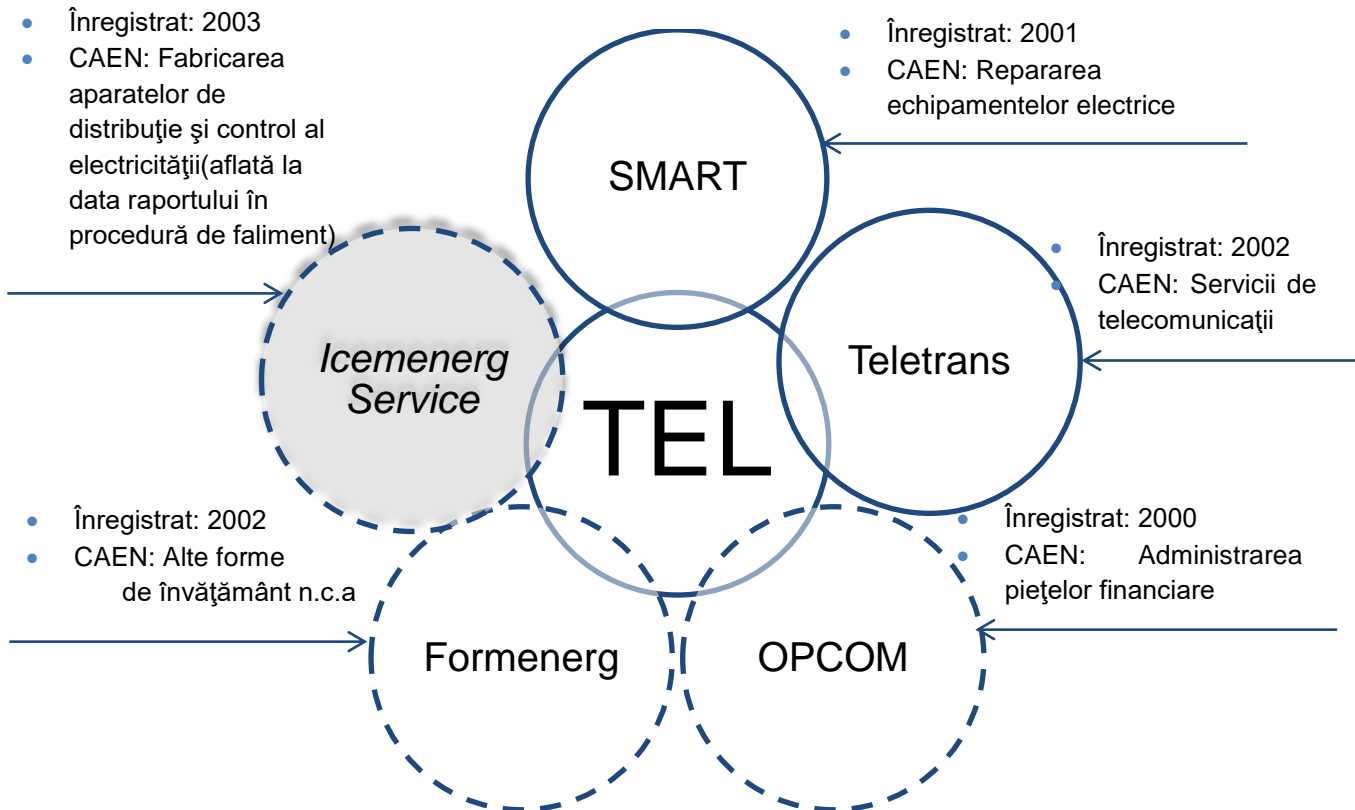 • Înregistrat: 2003
• CAEN: Fabricarea
aparatelor de
distribuţie şi control al
electricităţii(aflată la
data raportului în
procedură de faliment)
• Înregistrat: 2001
• CAEN: Repararea
echipamentelor electrice
SMART
• Înregistrat: 2002
• CAEN: Servicii de
telecomunicaţii
Teletrans
Icemenerg
Service
TEL
• Înregistrat: 2002
• CAEN: Alte forme
de învăţământ n.c.a
• Înregistrat: 2000
• CAEN: Administrarea
pieţelor financiare
Formenerg
OPCOM